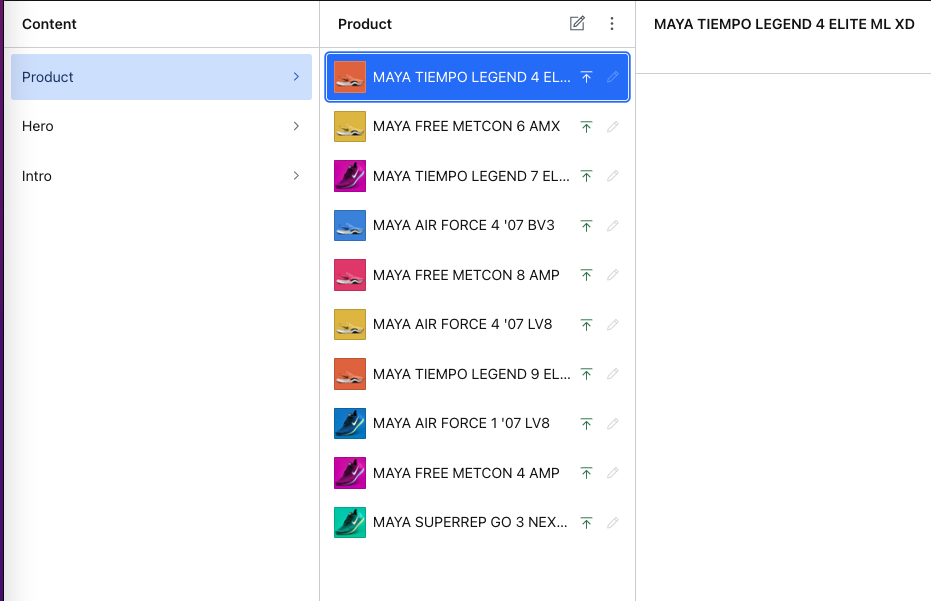 Content
Product
Hero
Intro
Product
MAYA TIEMPO LEGEND 4 EL...
MAYA FREE METCON 6 AMX
MAYA TIEMPO LEGEND 7 EL...
MAYA AIR FORCE 4 '07 BV3
MAYA FREE METCON 8 AMP
MAYA AIR FORCE 4 '07 LV8
MAYA TIEMPO LEGEND 9 EL...
MAYA AIR FORCE 1 '07 LV8
MAYA FREE METCON 4 AMP
MAYA SUPERREP GO 3 NEX...
MAYA TIEMPO LEGEND 4 ELITE ML XD